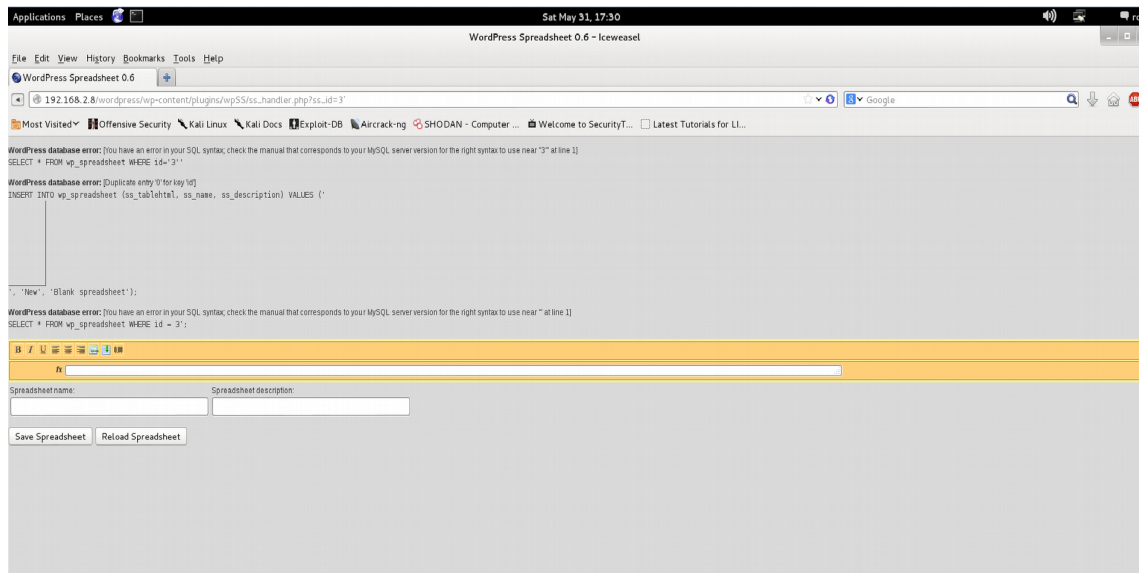 Applications Places Sat May 31, 17:30
WordPress Spreadsheet 0.6 – Iceweasel
File Edit View History Bookmarks Tools Help
WordPress Spreadsheet 0.6
192.168.2.8/wordpress/wp-content/plugins/wpSS/ss_handler.php?ss_id=3' Google
Most Visited Offensive Security Kali Linux Kali Docs Exploit-DB Aircrack-ng SHODAN - Computer ... Welcome to SecurityT... Latest Tutorials for LI...
WordPress database error: [You have an error in your SQL syntax; check the manual that corresponds to your MySQL server version for the right syntax to use near ''3''' at line 1]
SELECT * FROM wp_spreadsheet WHERE id='3''
WordPress database error: [Duplicate entry '0' for key 'id']
INSERT INTO wp_spreadsheet (ss_tablehtml, ss_name, ss_description) VALUES ('
', 'New', 'Blank spreadsheet');
WordPress database error: [You have an error in your SQL syntax; check the manual that corresponds to your MySQL server version for the right syntax to use near ''' at line 1]
SELECT * FROM wp_spreadsheet WHERE id = 3';
B I U
fx
Spreadsheet name: Spreadsheet description:
Save Spreadsheet Reload Spreadsheet